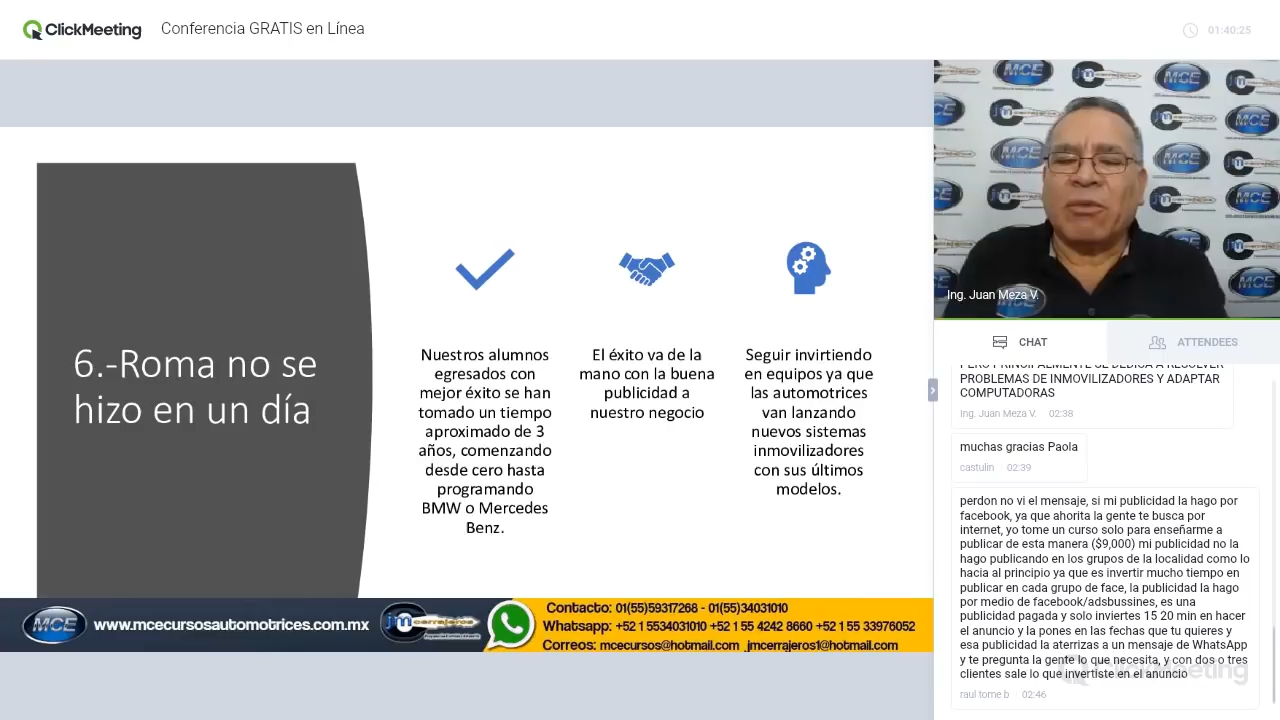 ClickMeeting
Conferencia GRATIS en Línea
01:40:25
6.-Roma no se
hizo en un día
Nuestros alumnos
egresados con
mejor éxito se han
tomado un tiempo
aproximado de 3
años, comenzando
desde cero hasta
programando
BMW o Mercedes
Benz.
El éxito va de la
mano con la buena
publicidad a
nuestro negocio
Seguir invirtiendo
en equipos ya que
las automotrices
van lanzando
nuevos sistemas
inmovilizadores
con sus últimos
modelos.
MCE
www.mcecursosautomotrices.com.mx
jm cerrajeros
Contacto: 01(55)59317268 - 01(55)34031010
Whatsapp: +52 1 5534031010 +52 1 55 4242 8660 +52 1 55 33976052
Correos: mcecursos@hotmail.com jmcerrajeros1@hotmail.com
MCE
Ing. Juan Meza V.
CHAT
ATTENDEES
PERO PRINCIPALMENTE SE DEDICA A RESOLVER
PROBLEMAS DE INMOVILIZADORES Y ADAPTAR
COMPUTADORAS
Ing. Juan Meza V. 02:38
muchas gracias Paola
castulin 02:39
perdon no vi el mensaje, si mi publicidad la hago por
facebook, ya que ahorita la gente te busca por
internet, yo tome un curso solo para enseñarme a
publicar de esta manera ($9,000) mi publicidad no la
hago publicando en los grupos de la localidad como lo
hacia al principio ya que es invertir mucho tiempo en
publicar en cada grupo de face, la publicidad la hago
por medio de facebook/adsbussines, es una
publicidad pagada y solo inviertes 15 20 min en hacer
el anuncio y la pones en las fechas que tu quieres y
esa publicidad la aterrizas a un mensaje de WhatsApp
y te pregunta la gente lo que necesita, y con dos o tres
clientes sale lo que invertiste en el anuncio
ClickMeeting
raul torne b 02:46